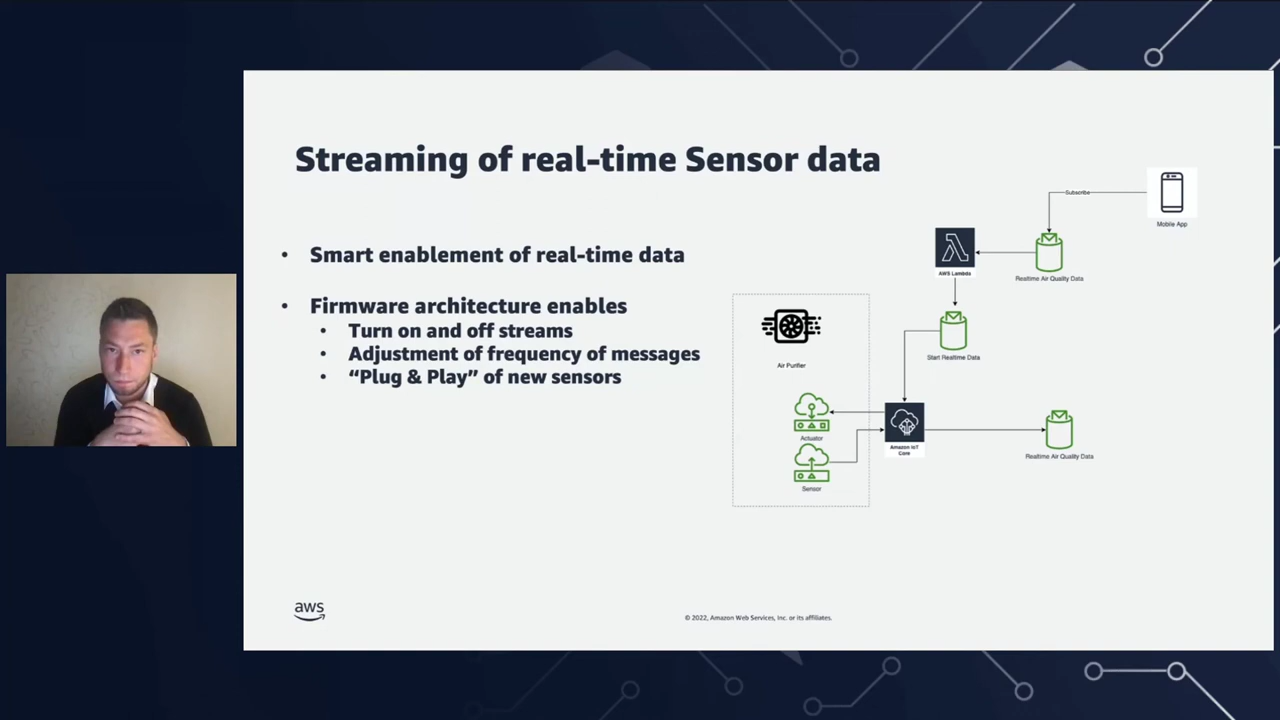 Streaming of real-time Sensor data
• Smart enablement of real-time data
• Firmware architecture enables
• Turn on and off streams
• Adjustment of frequency of messages
• “Plug & Play” of new sensors
Subscribe
Mobile App
AWS Lambda
Realtime Air Quality Data
Start Realtime Data
Air Purifier
Actuator
Sensor
Amazon IoT
Core
Realtime Air Quality Data
aws
© 2022, Amazon Web Services, Inc. or its affiliates.